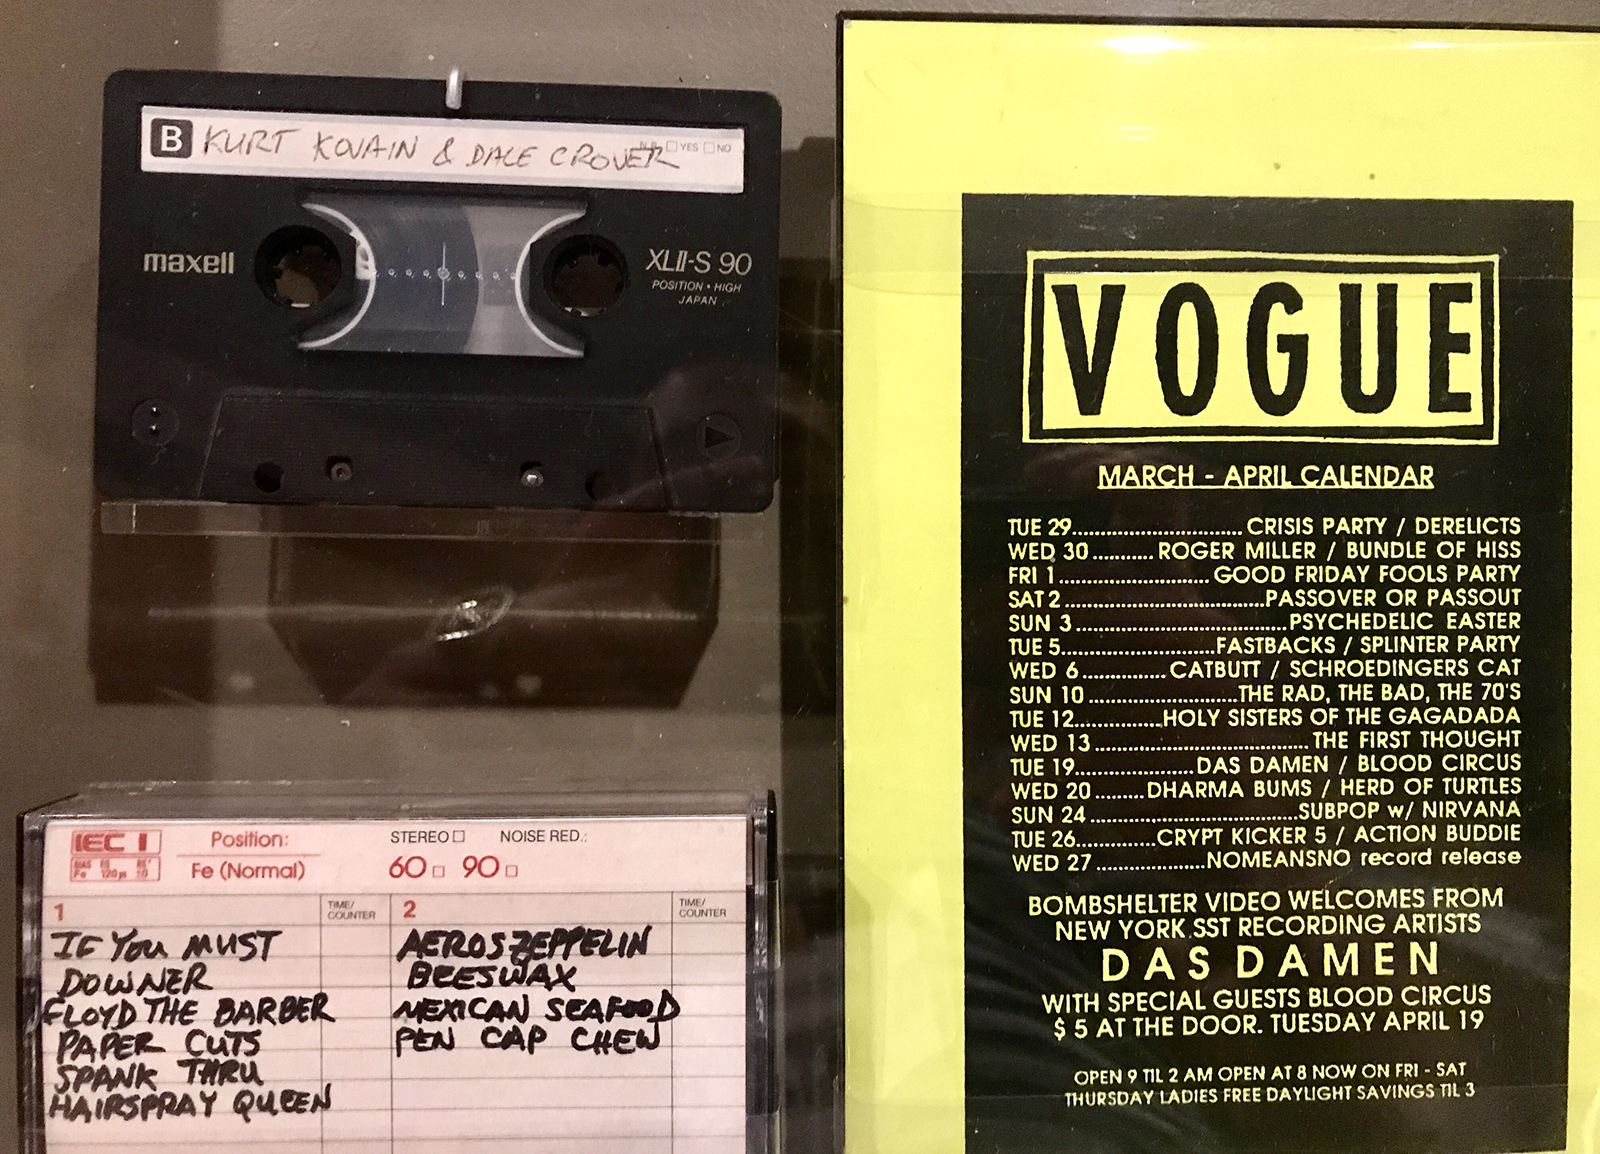 B KURT KOVAIN & DALE CROVER
N.R. □ YES □ NO
maxell
XLII-S 90
POSITION • HIGH
JAPAN
IEC I
Position:
Fe (Normal)
STEREO □ NOISE RED.:
60 □ 90 □
1 TIME/COUNTER
IF YOU MUST
DOWNER
FLOYD THE BARBER
PAPER CUTS
SPANK THRU
HAIRSPRAY QUEEN
2 TIME/COUNTER
AEROSZEPPELIN
BEESWAX
MEXICAN SEAFOOD
PEN CAP CHEW
VOGUE
MARCH - APRIL CALENDAR
TUE 29..............................CRISIS PARTY / DERELICTS
WED 30...........ROGER MILLER / BUNDLE OF HISS
FRI 1...........................GOOD FRIDAY FOOLS PARTY
SAT 2....................................PASSOVER OR PASSOUT
SUN 3......................................PSYCHEDELIC EASTER
TUE 5...........................FASTBACKS / SPLINTER PARTY
WED 6...............CATBUTT / SCHROEDINGERS CAT
SUN 10...........................THE RAD, THE BAD, THE 70'S
TUE 12...............HOLY SISTERS OF THE GAGADADA
WED 13.......................................THE FIRST THOUGHT
TUE 19.....................DAS DAMEN / BLOOD CIRCUS
WED 20.........DHARMA BUMS / HERD OF TURTLES
SUN 24.....................................SUBPOP w/ NIRVANA
TUE 26...............CRYPT KICKER 5 / ACTION BUDDIE
WED 27....................NOMEANSNO record release
BOMBSHELTER VIDEO WELCOMES FROM
NEW YORK SST RECORDING ARTISTS
DAS DAMEN
WITH SPECIAL GUESTS BLOOD CIRCUS
$ 5 AT THE DOOR. TUESDAY APRIL 19
OPEN 9 TIL 2 AM OPEN AT 8 NOW ON FRI - SAT
THURSDAY LADIES FREE DAYLIGHT SAVINGS TIL 3